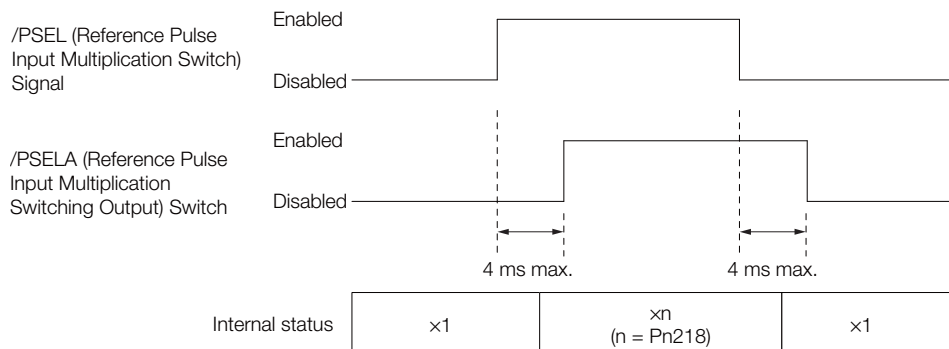 /PSEL (Reference Pulse
Input Multiplication Switch)
Signal
Enabled
Disabled
/PSELA (Reference Pulse
Input Multiplication
Switching Output) Switch
Enabled
Disabled
4 ms max.
4 ms max.
Internal status
×1
×n
(n = Pn218)
×1